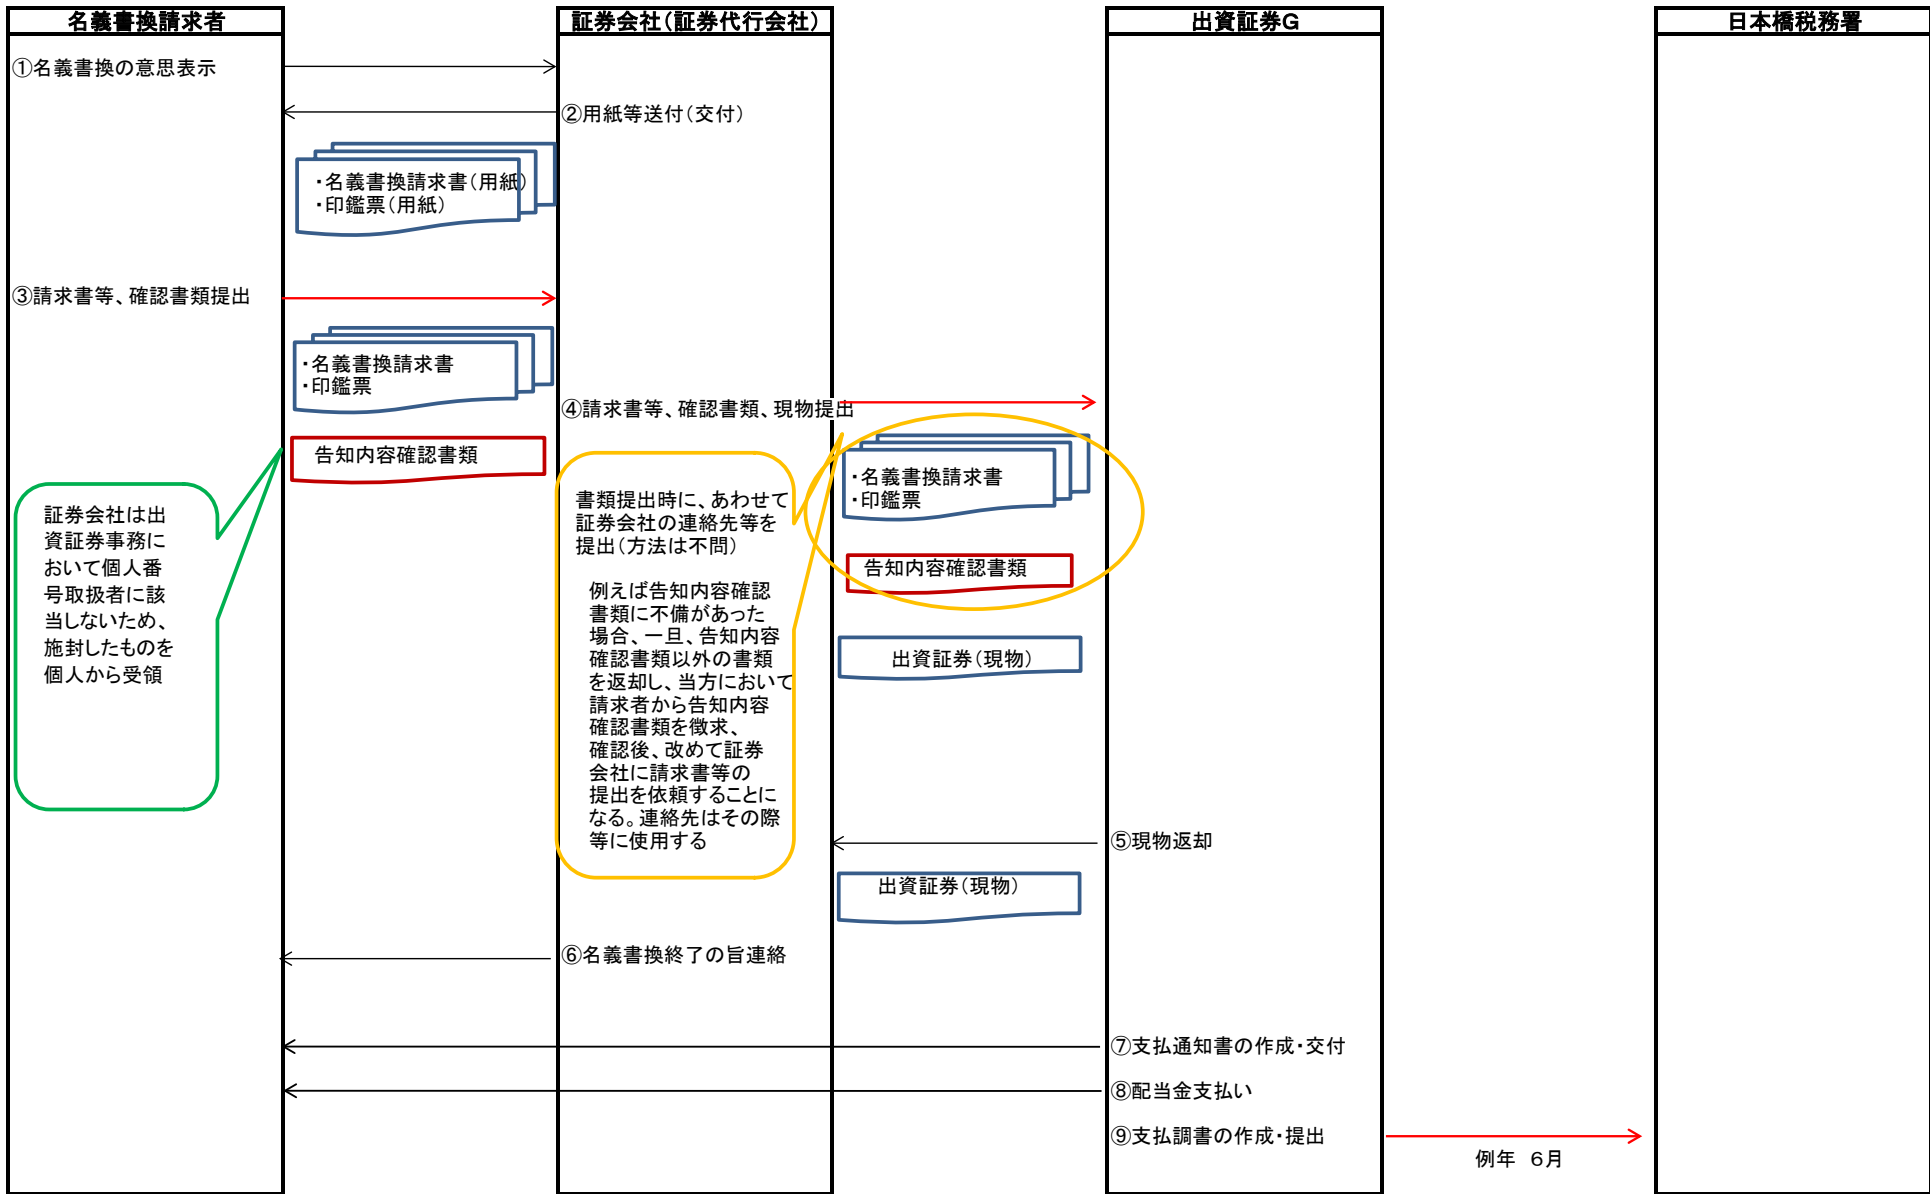 名義書換請求者
証券会社（証券代行会社）
出資証券G
日本橋税務署
①名義書換の意思表示
②用紙等送付（交付）
・名義書換請求書（用紙）
・印鑑票（用紙）
③請求書等、確認書類提出
・名義書換請求書
・印鑑票
告知内容確認書類
証券会社は出
資証券事務に
おいて個人番
号取扱者に該
当しないため、
施封したものを
個人から受領
④請求書等、確認書類、現物提出
書類提出時に、あわせて
証券会社の連絡先等を
提出（方法は不問）
例えば告知内容確認
書類に不備があった
場合、一旦、告知内容
確認書類以外の書類
を返却し、当方において
請求者から告知内容
確認書類を徴求、
確認後、改めて証券
会社に請求書等の
提出を依頼することに
なる。連絡先はその際
等に使用する
・名義書換請求書
・印鑑票
告知内容確認書類
出資証券（現物）
⑤現物返却
出資証券（現物）
⑥名義書換終了の旨連絡
⑦支払通知書の作成・交付
⑧配当金支払い
⑨支払調書の作成・提出
例年　６月